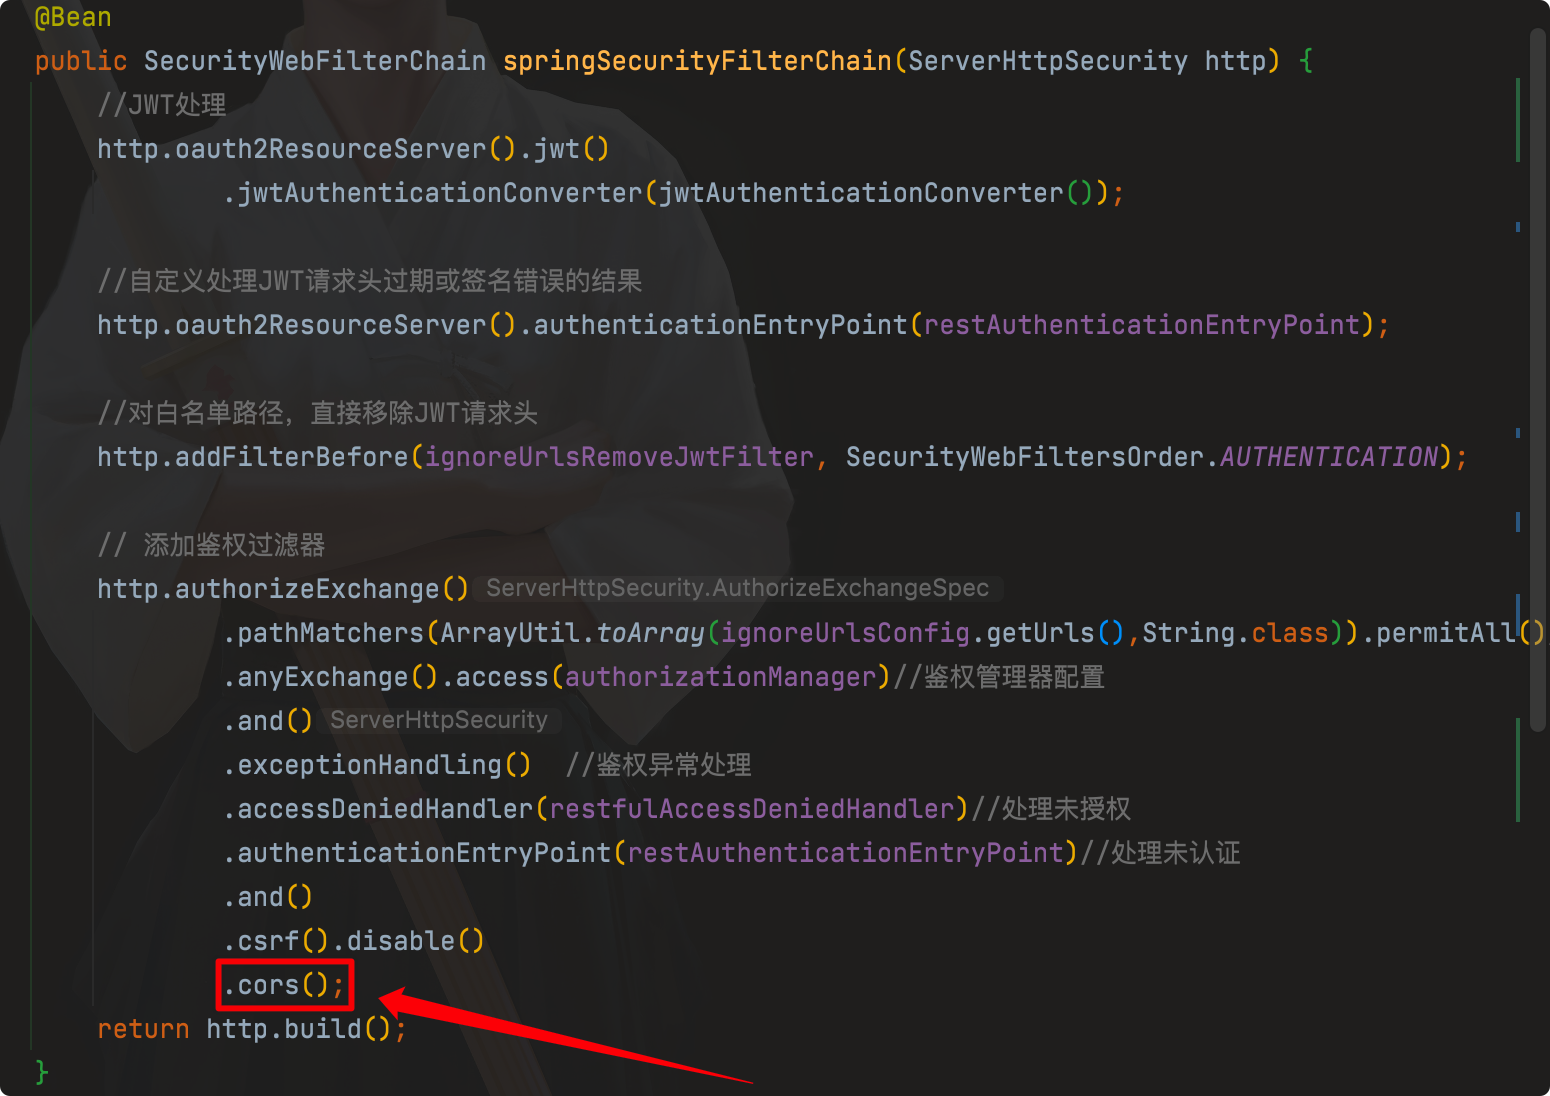 @Bean
public SecurityWebFilterChain springSecurityFilterChain(ServerHttpSecurity http) {
//JWT处理
http.oauth2ResourceServer().jwt()
.jwtAuthenticationConverter(jwtAuthenticationConverter());
//自定义处理JWT请求头过期或签名错误的结果
http.oauth2ResourceServer().authenticationEntryPoint(restAuthenticationEntryPoint);
//对白名单路径，直接移除JWT请求头
http.addFilterBefore(ignoreUrlsRemoveJwtFilter, SecurityWebFiltersOrder.AUTHENTICATION);
// 添加鉴权过滤器
http.authorizeExchange() ServerHttpSecurity.AuthorizeExchangeSpec
.pathMatchers(ArrayUtil.toArray(ignoreUrlsConfig.getUrls(),String.class)).permitAll()
.anyExchange().access(authorizationManager)//鉴权管理器配置
.and() ServerHttpSecurity
.exceptionHandling() //鉴权异常处理
.accessDeniedHandler(restfulAccessDeniedHandler)//处理未授权
.authenticationEntryPoint(restAuthenticationEntryPoint)//处理未认证
.and()
.csrf().disable()
.cors();
return http.build();
}